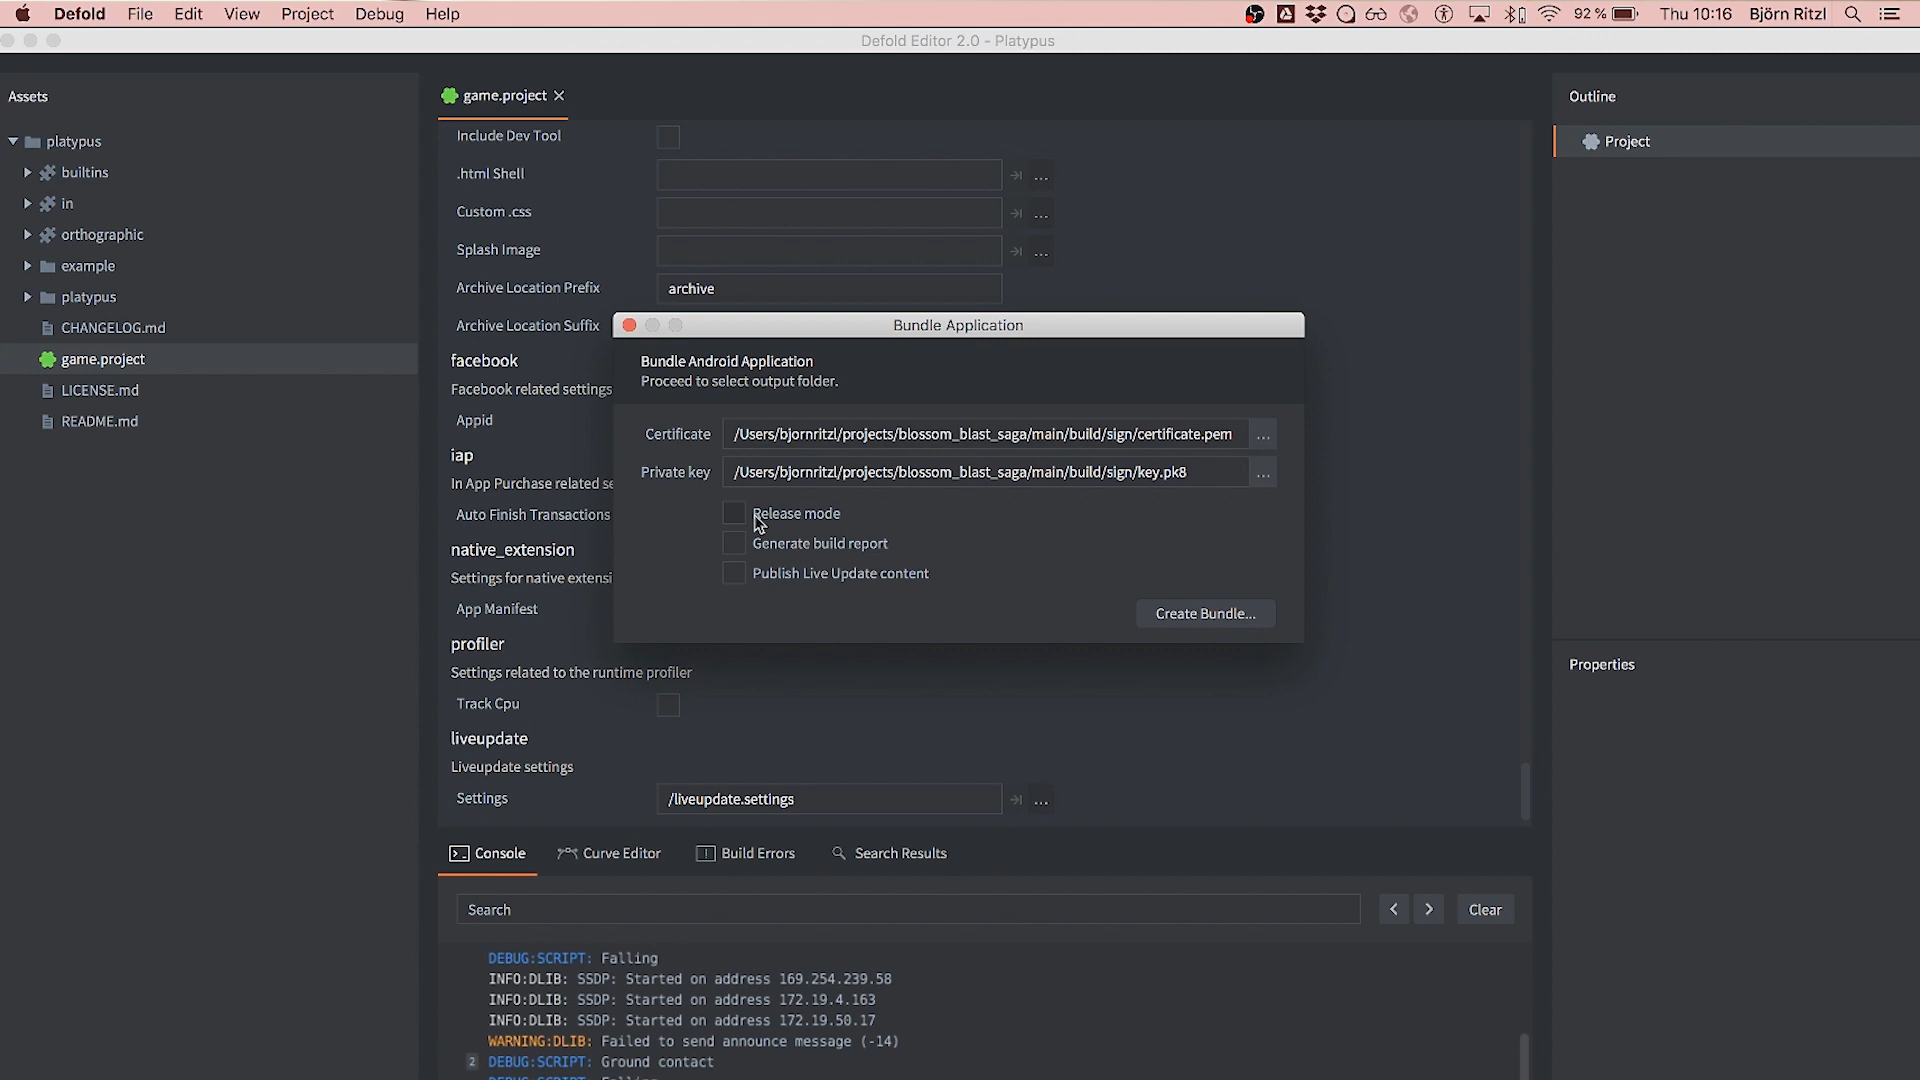 Defold File Edit View Project Debug Help
92 % Thu 10:16 Björn Ritzl
Defold Editor 2.0 - Platypus
Assets
platypus
builtins
in
orthographic
example
platypus
CHANGELOG.md
game.project
LICENSE.md
README.md
game.project
Include Dev Tool
.html Shell
...
Custom .css
...
Splash Image
...
Archive Location Prefix archive
Archive Location Suffix
facebook
Facebook related settings
Appid
iap
In App Purchase related se
Auto Finish Transactions
native_extension
Settings for native extensi
App Manifest
profiler
Settings related to the runtime profiler
Track Cpu
liveupdate
Liveupdate settings
Settings /liveupdate.settings ...
Bundle Application
Bundle Android Application
Proceed to select output folder.
Certificate /Users/bjornritzl/projects/blossom_blast_saga/main/build/sign/certificate.pem ...
Private key /Users/bjornritzl/projects/blossom_blast_saga/main/build/sign/key.pk8 ...
Release mode
Generate build report
Publish Live Update content
Create Bundle...
Console Curve Editor Build Errors Search Results
Search Clear
DEBUG:SCRIPT: Falling
INFO:DLIB: SSDP: Started on address 169.254.239.58
INFO:DLIB: SSDP: Started on address 172.19.4.163
INFO:DLIB: SSDP: Started on address 172.19.50.17
WARNING:DLIB: Failed to send announce message (-14)
2 DEBUG:SCRIPT: Ground contact
Outline
Project
Properties